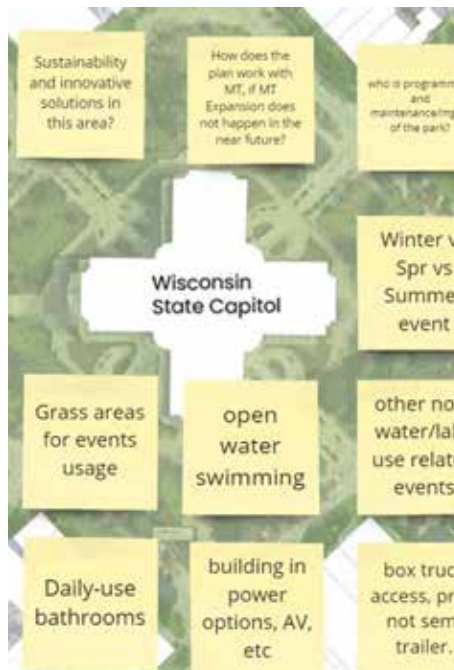 Sustainability
and innovative
solutions in
this area?
How does the
plan work with
MT, if MT
Expansion does
not happen in the
near future?
who is
and
of the park?
Wisconsin
State Capitol
Winter
Spr vs
event
Grass areas
for events
usage
open
water
swimming
other
use
events
Daily-use
bathrooms
building in
power
options, AV,
etc
box
access,
not
trailer.